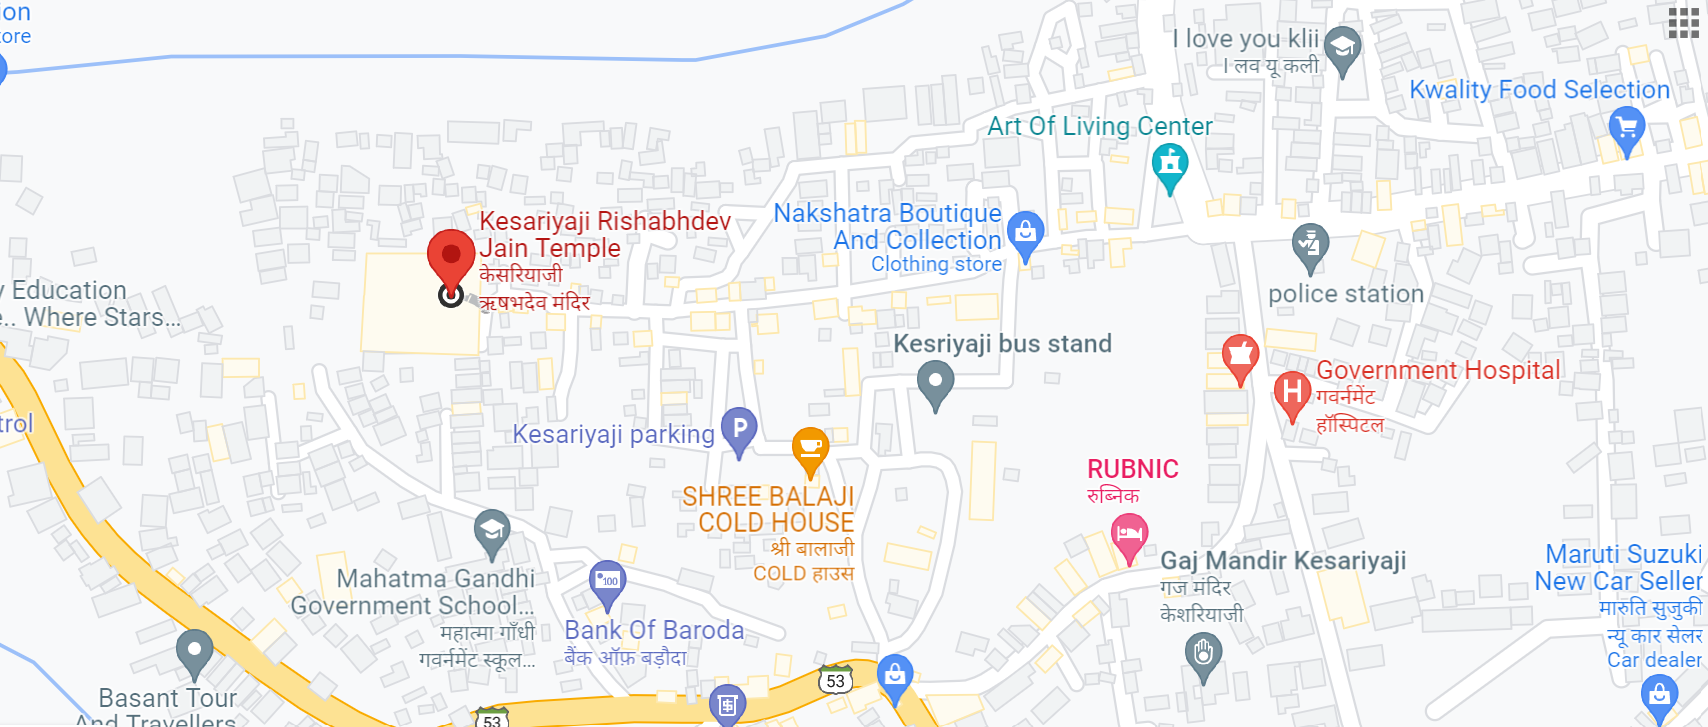 ion
ore
I love you klii
I लव यू कली
Kwality Food Selection
Art Of Living Center
Kesariyaji Rishabhdev
Jain Temple
केसरियाजी
ऋषभदेव मंदिर
Nakshatra Boutique
And Collection
Clothing store
police station
y Education
e.. Where Stars...
Kesriyaji bus stand
Government Hospital
गवर्नमेंट
हॉस्पिटल
trol
Kesariyaji parking
P
H
RUBNIC
रुब्निक
SHREE BALAJI
COLD HOUSE
श्री बालाजी
COLD हाउस
Mahatma Gandhi
Government School...
महात्मा गाँधी
गवर्नमेंट स्कूल...
100
Bank Of Baroda
बैंक ऑफ़ बड़ौदा
Gaj Mandir Kesariyaji
गज मंदिर
केशरियाजी
Maruti Suzuki
New Car Seller
मारुति सुजुकी
न्यू कार सेलर
Car dealer
Basant Tour
And Travellers
53
53